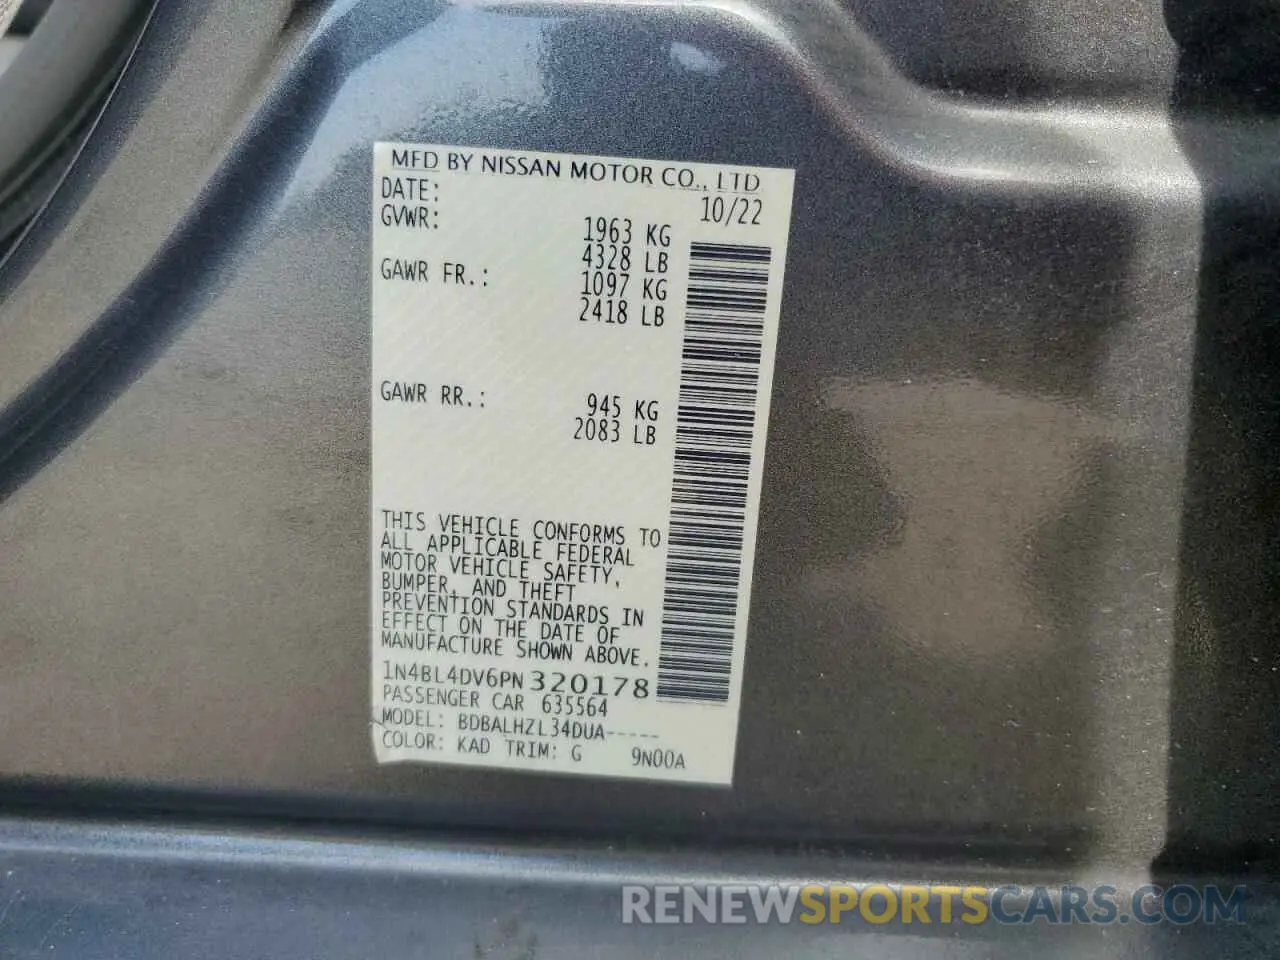 MFD BY NISSAN MOTOR CO., LTD
DATE: 10/22
GVWR: 1963 KG
4328 LB
GAWR FR.: 1097 KG
2418 LB
GAWR RR.: 945 KG
2083 LB
THIS VEHICLE CONFORMS TO
ALL APPLICABLE FEDERAL
MOTOR VEHICLE SAFETY,
BUMPER, AND THEFT
PREVENTION STANDARDS IN
EFFECT ON THE DATE OF
MANUFACTURE SHOWN ABOVE.
1N4BL4DV6PN320178
PASSENGER CAR 635564
MODEL: BDBALHZL34DUA-----
COLOR: KAD TRIM: G 9N00A
RENEWSPORTSCARS.COM